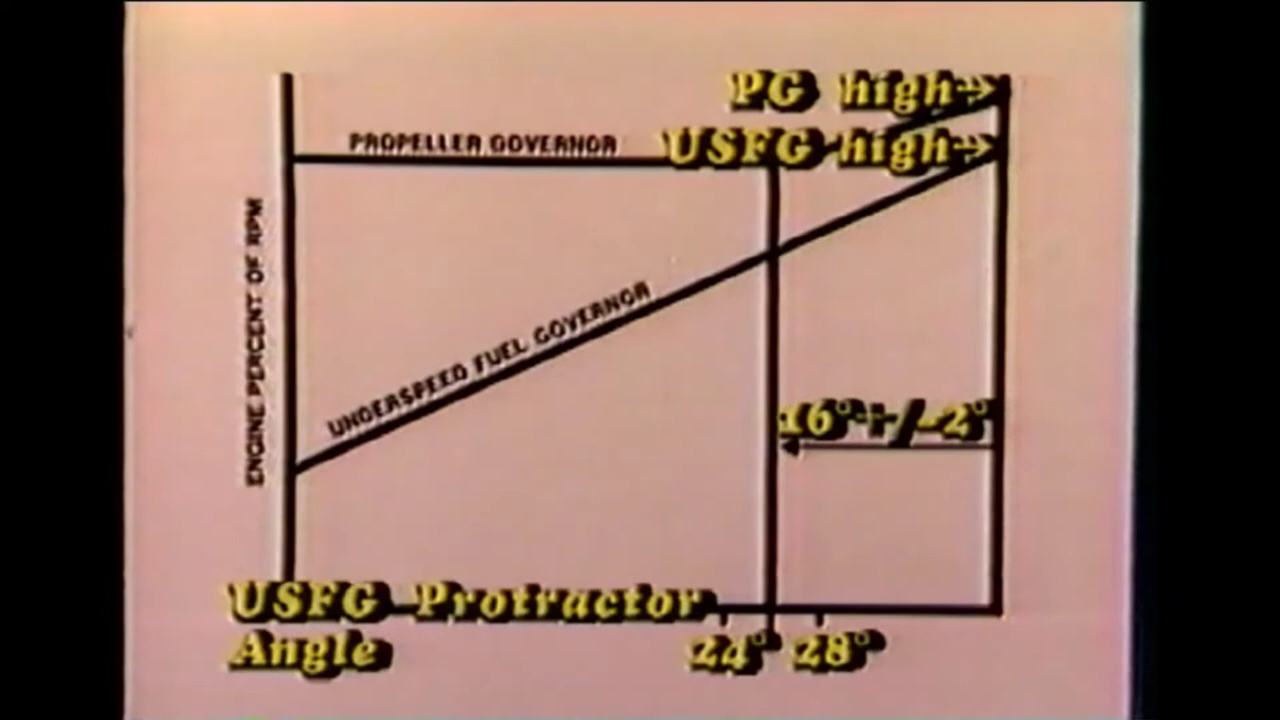 PG high→
PROPELLER GOVERNOR
USFG high→
ENGINE PERCENT OF RPM
UNDERSPEED FUEL GOVERNOR
16°+/-2°
USFG Protractor
Angle
24° 28°